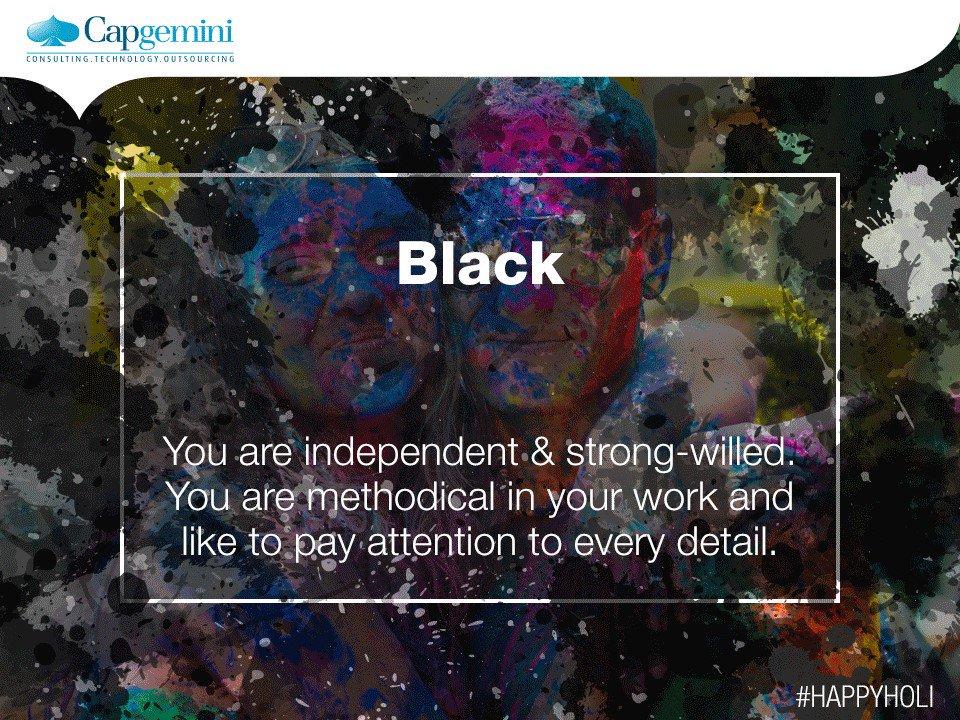 Capgemini
CONSULTING.TECHNOLOGY.OUTSOURCING
Black
You are independent & strong-willed.
You are methodical in your work and
like to pay attention to every detail.
#HAPPYHOLI